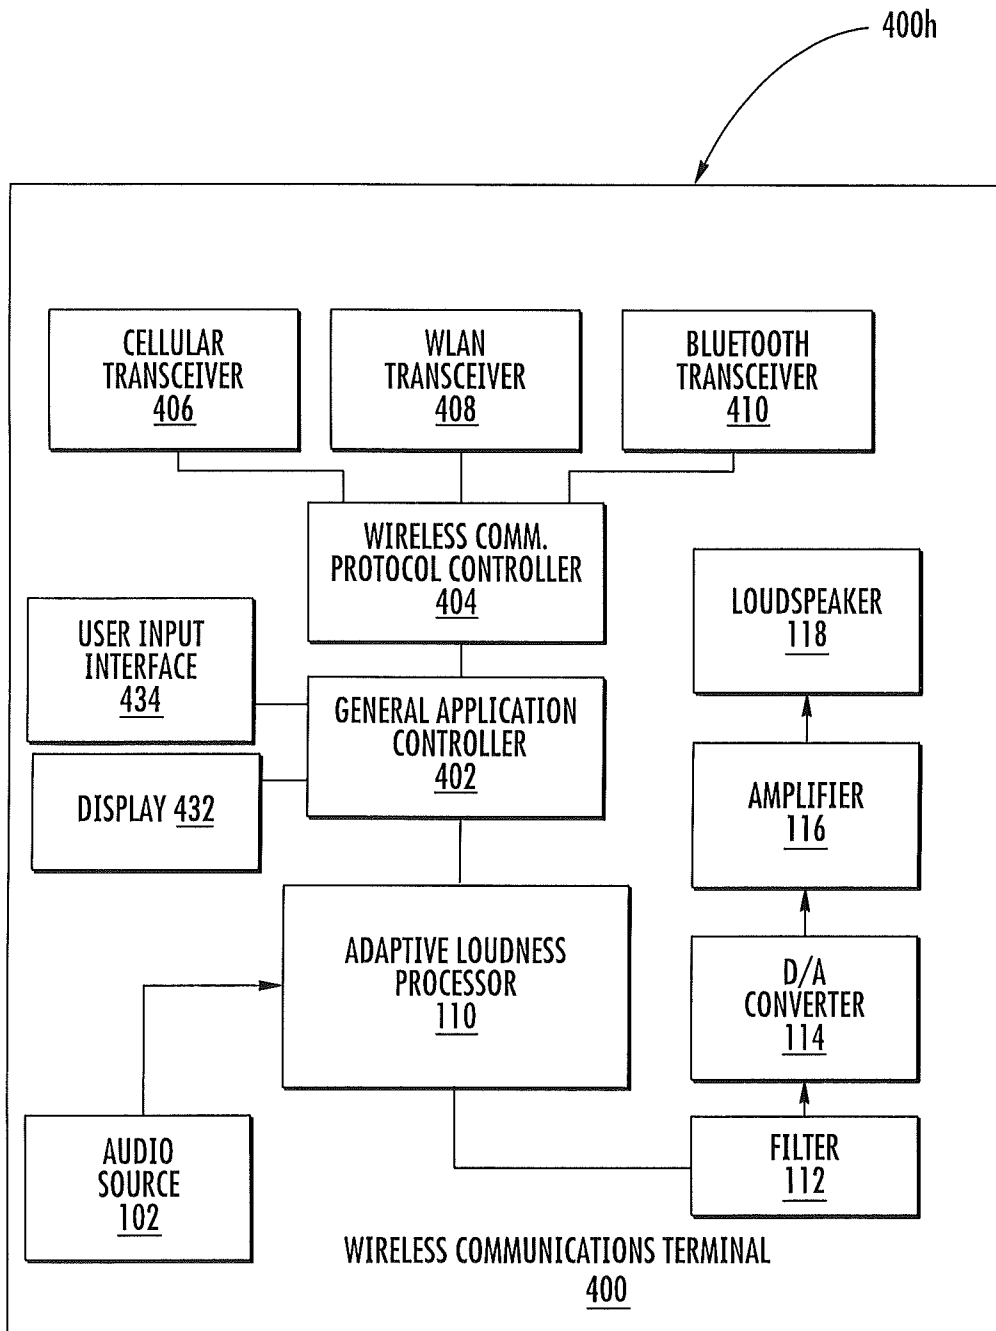 400h
CELLULAR
TRANSCEIVER
406
WLAN
TRANSCEIVER
408
BLUETOOTH
TRANSCEIVER
410
WIRELESS COMM.
PROTOCOL CONTROLLER
404
LOUDSPEAKER
118
USER INPUT
INTERFACE
434
GENERAL APPLICATION
CONTROLLER
402
DISPLAY 432
AMPLIFIER
116
ADAPTIVE LOUDNESS
PROCESSOR
110
D/A
CONVERTER
114
AUDIO
SOURCE
102
FILTER
112
WIRELESS COMMUNICATIONS TERMINAL
400